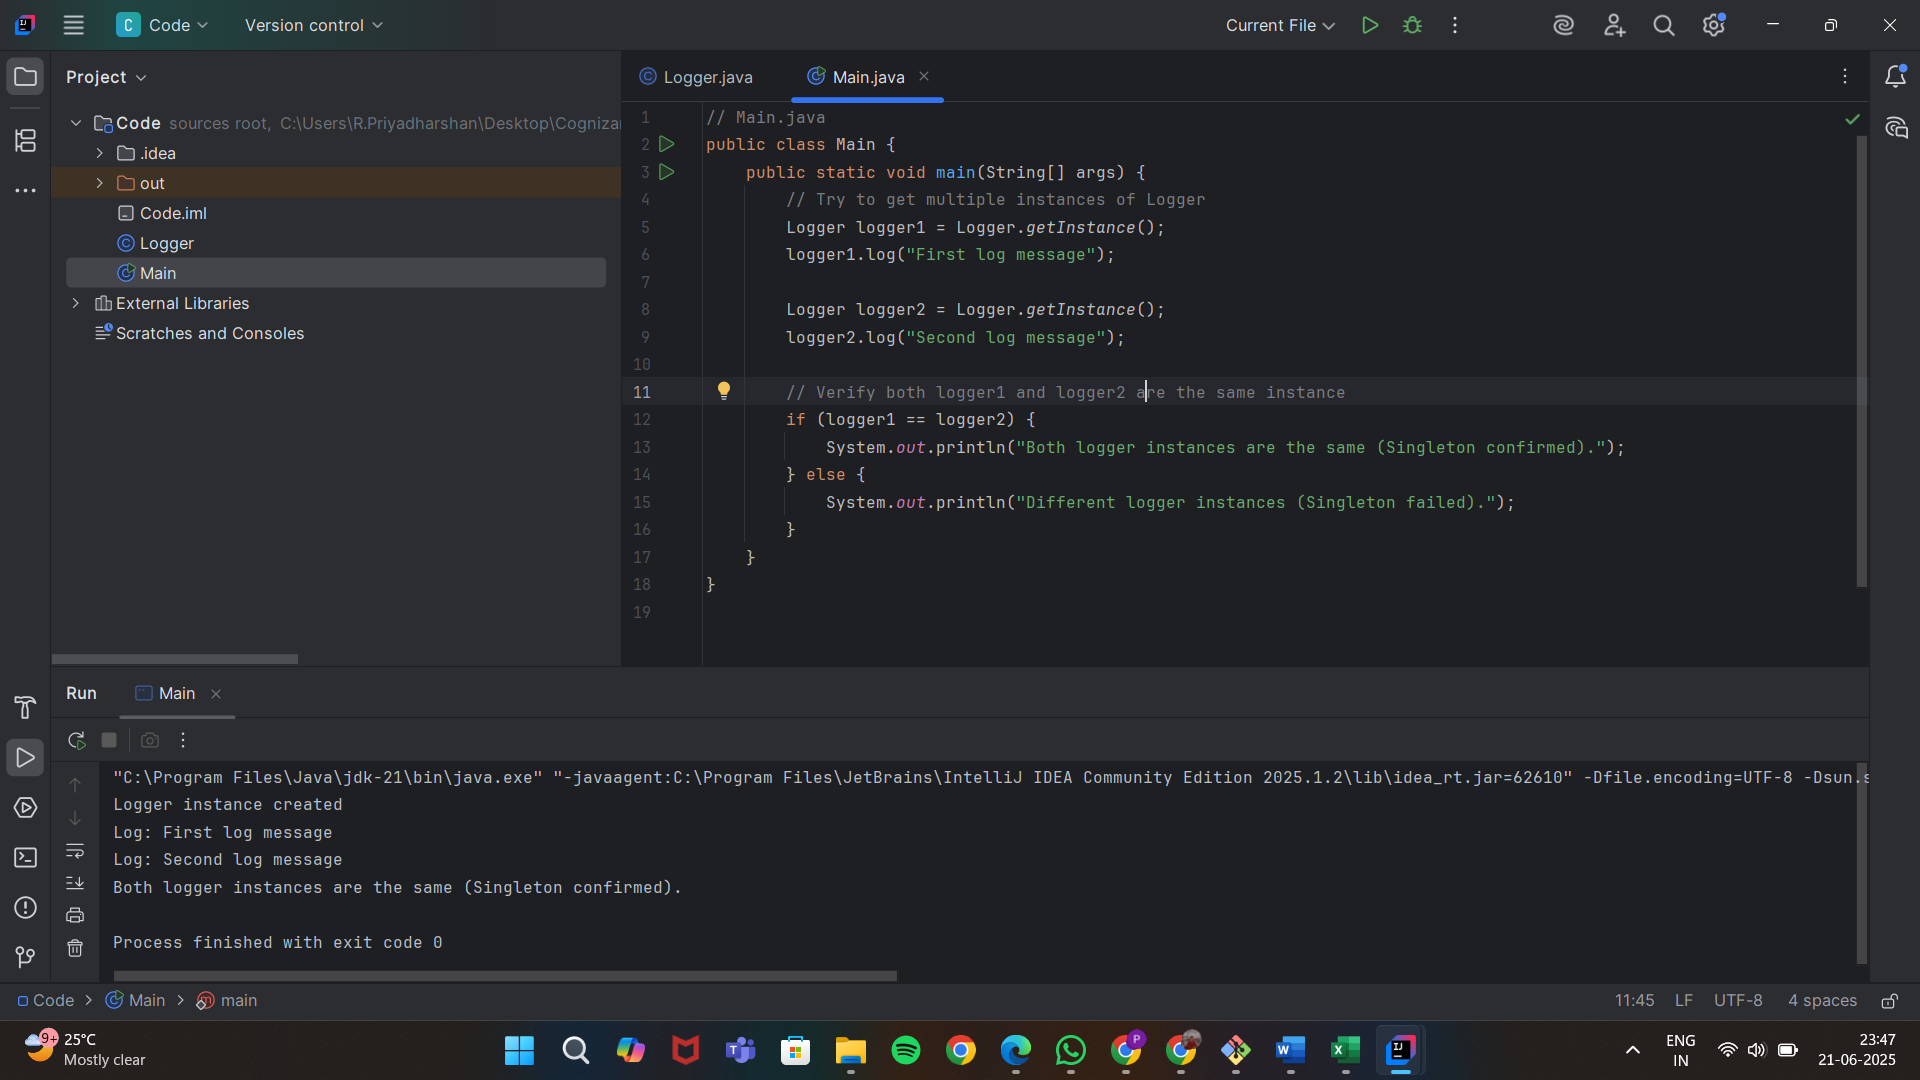 Code
Version control
Current File
Project
Code sources root, C:\Users\R.Priyadharshan\Desktop\Cogniza
.idea
out
Code.iml
Logger
Main
External Libraries
Scratches and Consoles
Logger.java
Main.java
1 // Main.java
2 public class Main {
3 public static void main(String[] args) {
4 // Try to get multiple instances of Logger
5 Logger logger1 = Logger.getInstance();
6 logger1.log("First log message");
7
8 Logger logger2 = Logger.getInstance();
9 logger2.log("Second log message");
10
11 // Verify both logger1 and logger2 are the same instance
12 if (logger1 == logger2) {
13 System.out.println("Both logger instances are the same (Singleton confirmed).");
14 } else {
15 System.out.println("Different logger instances (Singleton failed).");
16 }
17 }
18 }
19
Run
Main
"C:\Program Files\Java\jdk-21\bin\java.exe" "-javaagent:C:\Program Files\JetBrains\IntelliJ IDEA Community Edition 2025.1.2\lib\idea_rt.jar=62610" -Dfile.encoding=UTF-8 -Dsun.s
Logger instance created
Log: First log message
Log: Second log message
Both logger instances are the same (Singleton confirmed).
Process finished with exit code 0
Code > Main > main
11:45 LF UTF-8 4 spaces
9+
25°C
Mostly clear
ENG
IN
23:47
21-06-2025